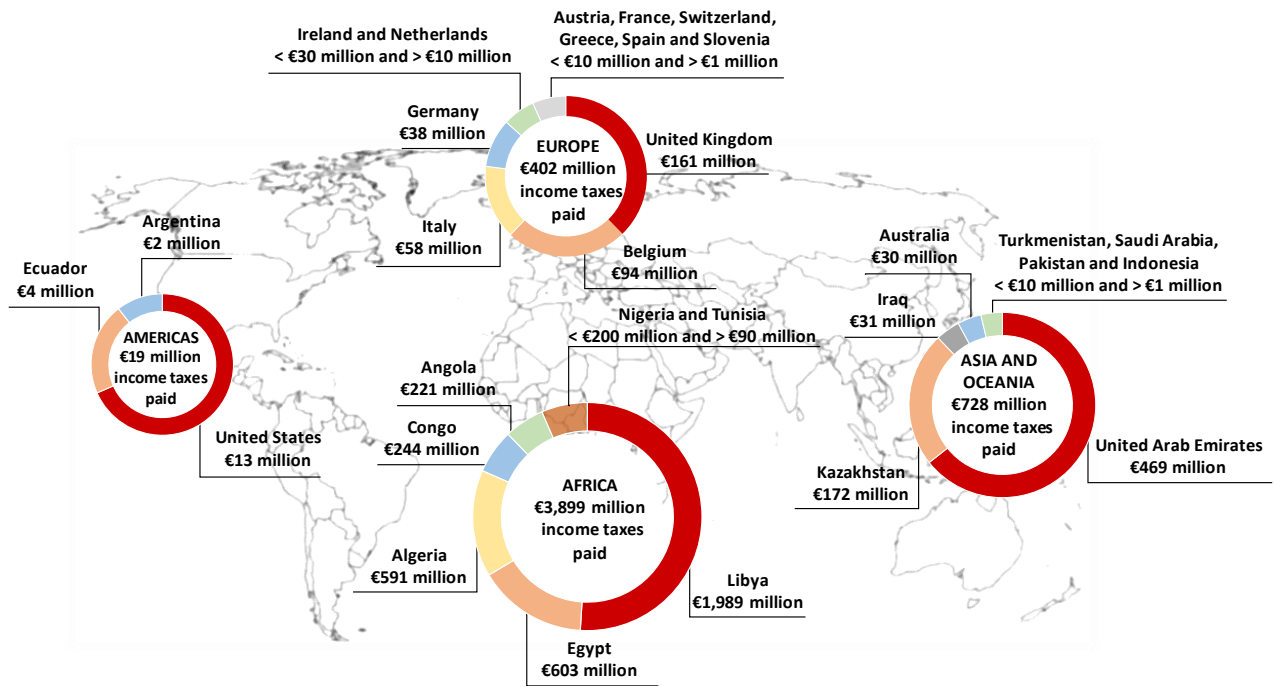 Ireland and Netherlands
< €30 million and > €10 million
Austria, France, Switzerland,
Greece, Spain and Slovenia
< €10 million and > €1 million
Germany
€38 million
EUROPE
€402 million
income taxes
paid
United Kingdom
€161 million
Italy
€58 million
Belgium
€94 million
Argentina
€2 million
Ecuador
€4 million
AMERICAS
€19 million
income taxes
paid
United States
€13 million
Nigeria and Tunisia
< €200 million and > €90 million
Angola
€221 million
Congo
€244 million
AFRICA
€3,899 million
income taxes
paid
Algeria
€591 million
Libya
€1,989 million
Egypt
€603 million
Australia
€30 million
Turkmenistan, Saudi Arabia,
Pakistan and Indonesia
< €10 million and > €1 million
Iraq
€31 million
ASIA AND
OCEANIA
€728 million
income taxes
paid
Kazakhstan
€172 million
United Arab Emirates
€469 million